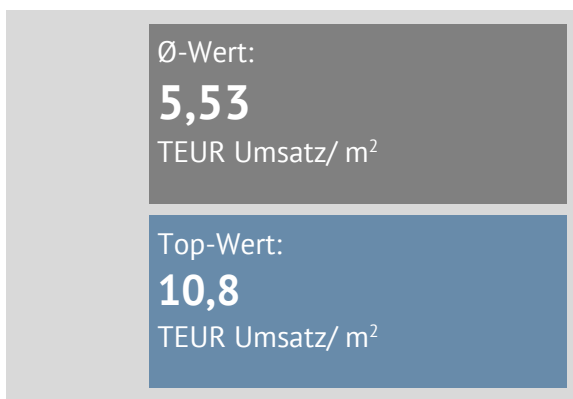 Ø-Wert:
5,53
TEUR Umsatz/ m²
Top-Wert:
10,8
TEUR Umsatz/ m²